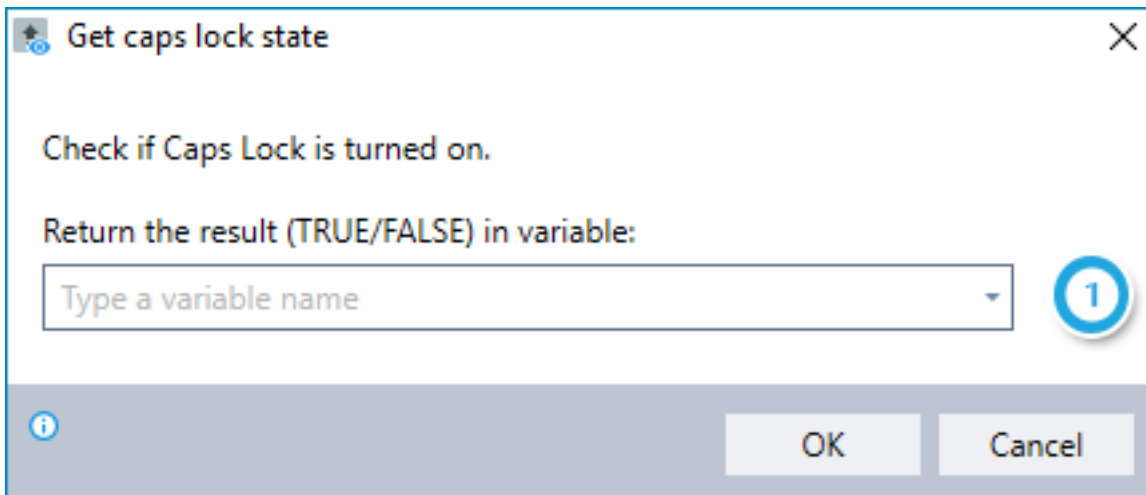 Get caps lock state
Check if Caps Lock is turned on.
Return the result (TRUE/FALSE) in variable:
Type a variable name
1
OK
Cancel